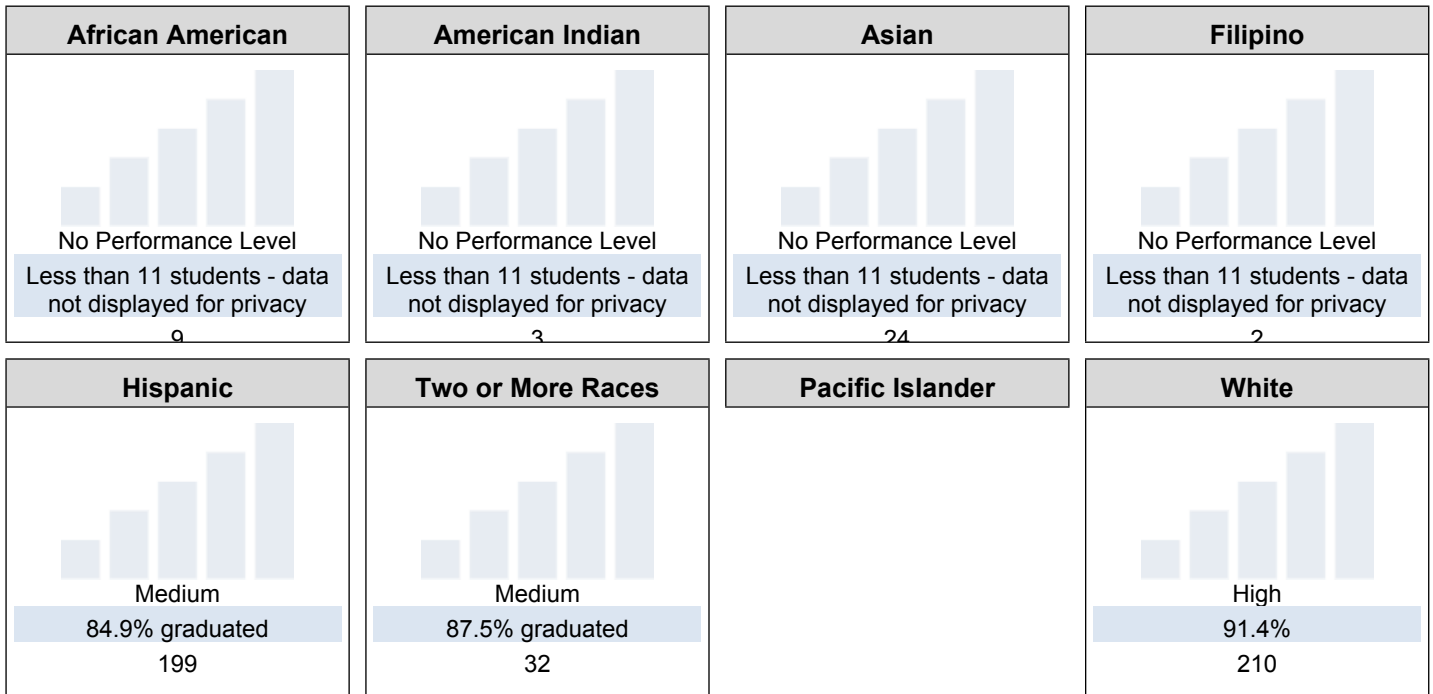 African American
No Performance Level
Less than 11 students - data
not displayed for privacy
9
American Indian
No Performance Level
Less than 11 students - data
not displayed for privacy
3
Asian
No Performance Level
Less than 11 students - data
not displayed for privacy
24
Filipino
No Performance Level
Less than 11 students - data
not displayed for privacy
2
Hispanic
Medium
84.9% graduated
199
Two or More Races
Medium
87.5% graduated
32
Pacific Islander
White
High
91.4%
210